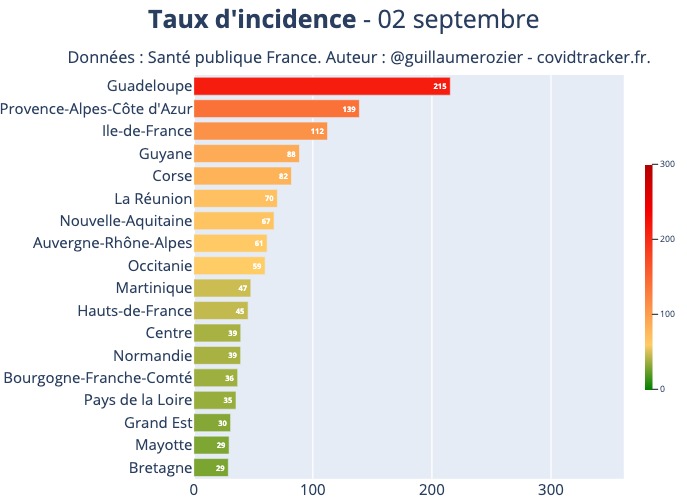 Taux d'incidence - 02 septembre
Données : Santé publique France. Auteur : @guillaumerozier - covidtracker.fr.
Guadeloupe 215
Provence-Alpes-Côte d'Azur 139
Ile-de-France 112
Guyane 88
Corse 82
La Réunion 70
Nouvelle-Aquitaine 67
Auvergne-Rhône-Alpes 61
Occitanie 59
Martinique 47
Hauts-de-France 45
Centre 39
Normandie 39
Bourgogne-Franche-Comté 36
Pays de la Loire 35
Grand Est 30
Mayotte 29
Bretagne 29
0 100 200 300
300
200
100
0